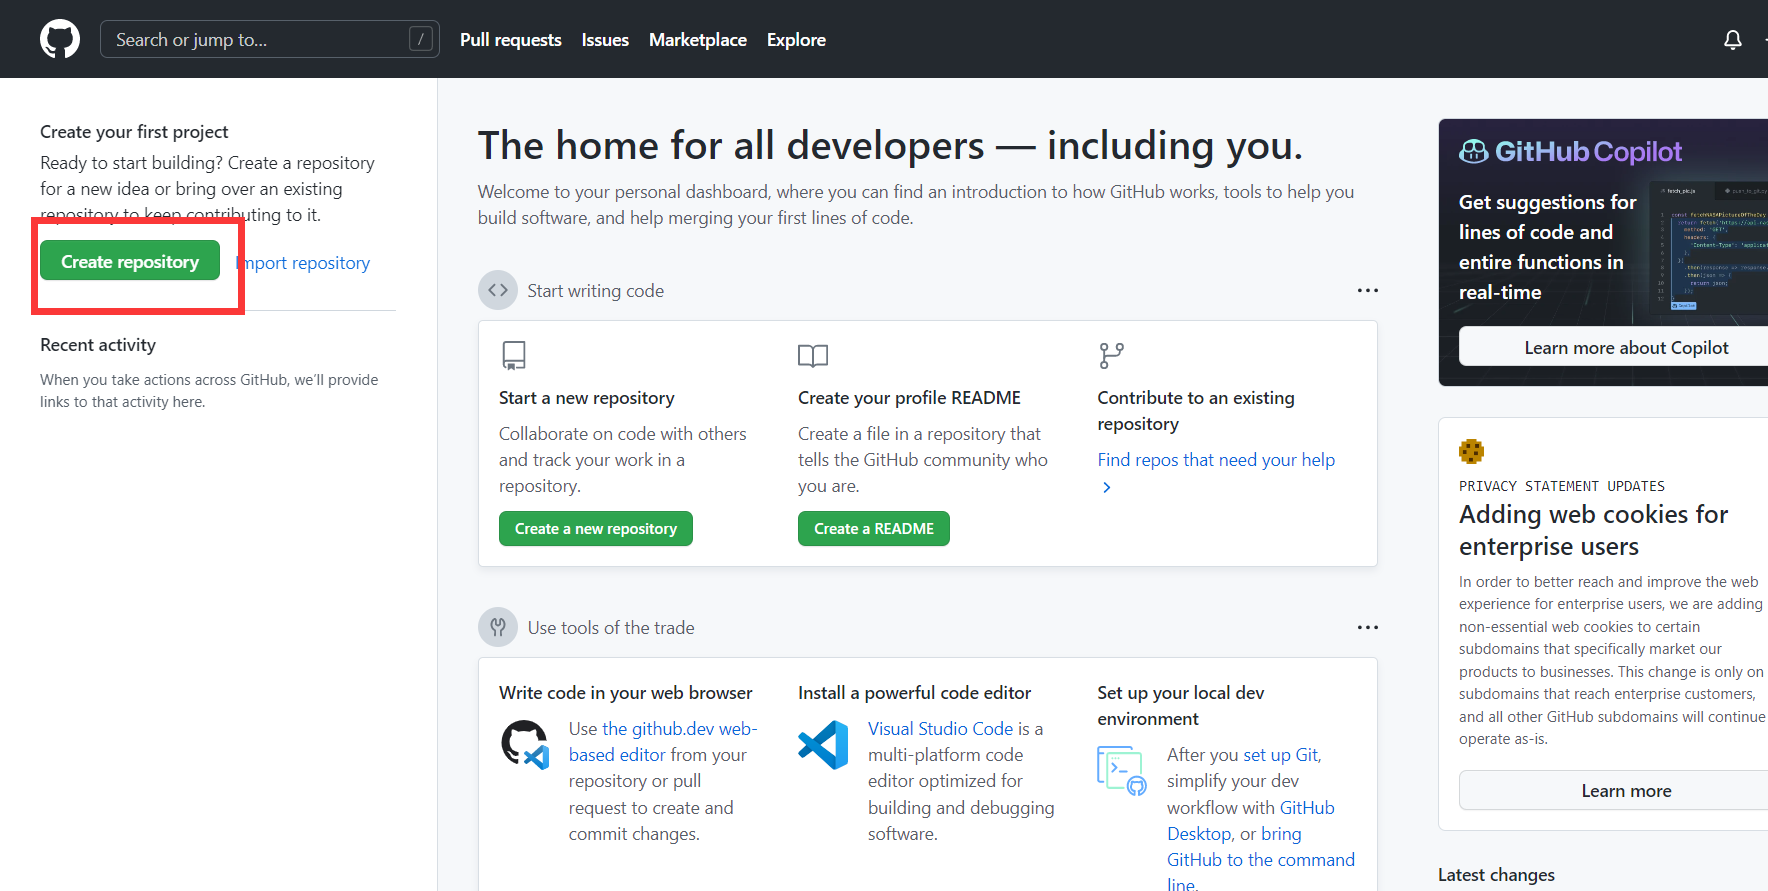 Search or jump to...
/
Pull requests
Issues
Marketplace
Explore
Create your first project
Ready to start building? Create a repository
for a new idea or bring over an existing
repository to keep contributing to it.
Create repository
Import repository
Recent activity
When you take actions across GitHub, we’ll provide
links to that activity here.
The home for all developers — including you.
Welcome to your personal dashboard, where you can find an introduction to how GitHub works, tools to help you
build software, and help merging your first lines of code.
Start writing code
Start a new repository
Collaborate on code with others
and track your work in a
repository.
Create a new repository
Create your profile README
Create a file in a repository that
tells the GitHub community who
you are.
Create a README
Contribute to an existing
repository
Find repos that need your help
Use tools of the trade
Write code in your web browser
Use the github.dev web-
based editor from your
repository or pull
request to create and
commit changes.
Install a powerful code editor
Visual Studio Code is a
multi-platform code
editor optimized for
building and debugging
software.
Set up your local dev
environment
After you set up Git,
simplify your dev
workflow with GitHub
Desktop, or bring
GitHub to the command
line.
GitHub Copilot
Get suggestions for
lines of code and
entire functions in
real-time
Learn more about Copilot
PRIVACY STATEMENT UPDATES
Adding web cookies for
enterprise users
In order to better reach and improve the web
experience for enterprise users, we are adding
non-essential web cookies to certain
subdomains that specifically market our
products to businesses. This change is only on
subdomains that reach enterprise customers,
and all other GitHub subdomains will continue
operate as-is.
Learn more
Latest changes